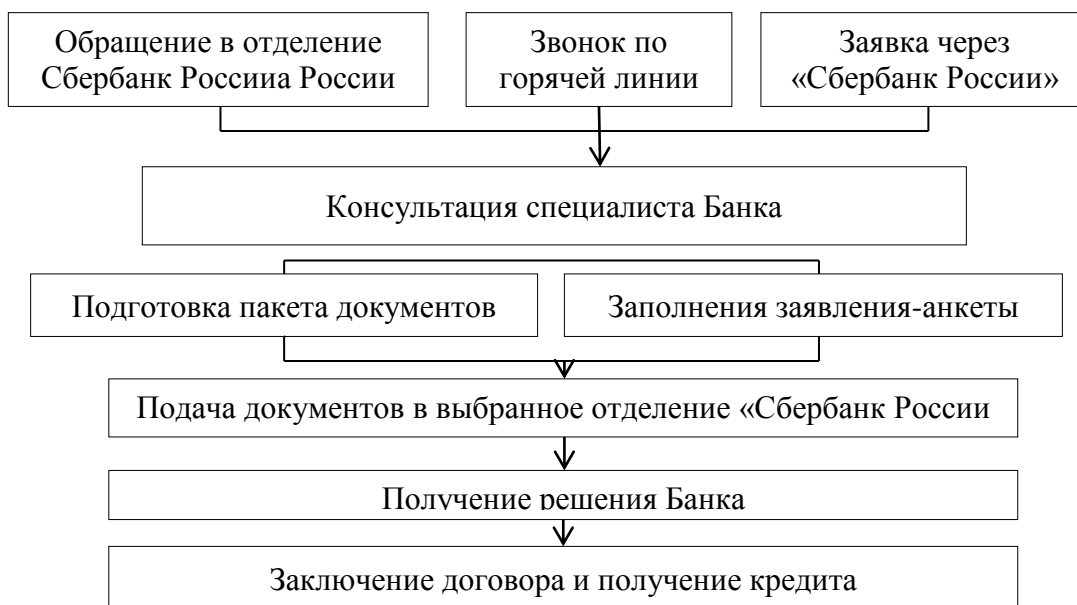 Обращение в отделение
Сбербанк Россииа России
Звонок по
горячей линии
Заявка через
«Сбербанк России»
Консультация специалиста Банка
Подготовка пакета документов
Заполнения заявления-анкеты
Подача документов в выбранное отделение «Сбербанк России
Получение решения Банка
Заключение договора и получение кредита